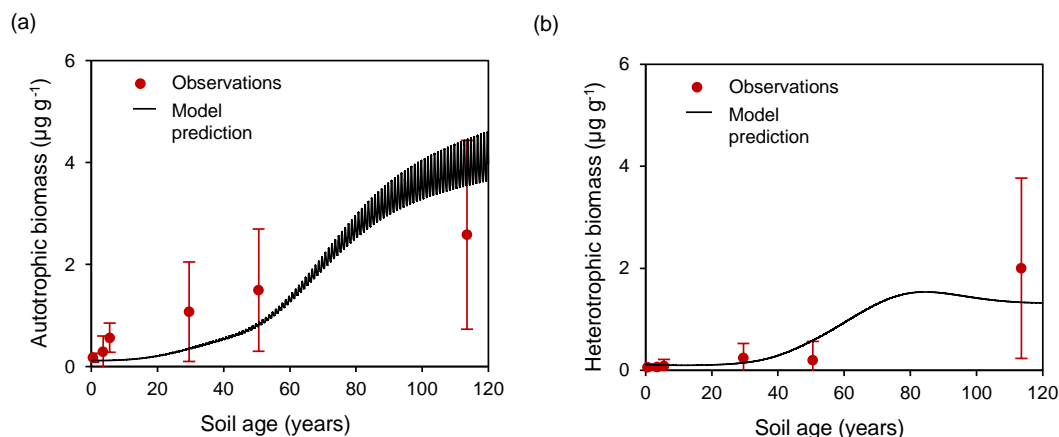 (a)
Autotrophic biomass (µg g-1)
6
4
2
0
Observations
Model
prediction
0 20 40 60 80 100 120
Soil age (years)
(b)
Heterotrophic biomass (µg g-1)
6
4
2
0
Observations
Model
prediction
0 20 40 60 80 100 120
Soil age (years)